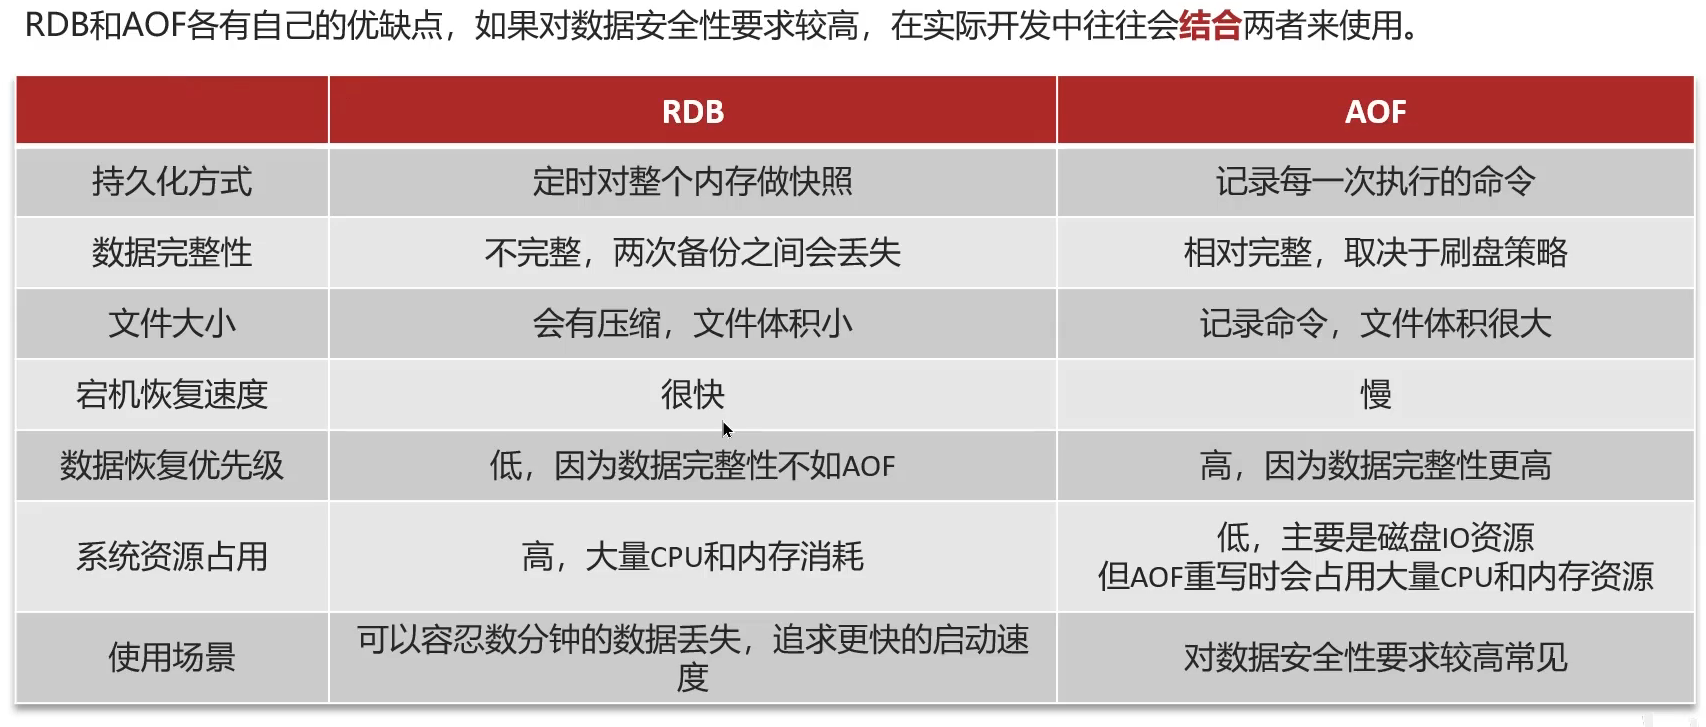 RDB和AOF各有自己的优缺点，如果对数据安全性要求较高，在实际开发中往往会结合两者来使用。
RDB AOF
持久化方式 定时对整个内存做快照 记录每一次执行的命令
数据完整性 不完整，两次备份之间会丢失 相对完整，取决于刷盘策略
文件大小 会有压缩，文件体积小 记录命令，文件体积很大
宕机恢复速度 很快 慢
数据恢复优先级 低，因为数据完整性不如AOF 高，因为数据完整性更高
系统资源占用 高，大量CPU和内存消耗 低，主要是磁盘IO资源
但AOF重写时会占用大量CPU和内存资源
使用场景 可以容忍数分钟的数据丢失，追求更快的启动速
度 对数据安全性要求较高常见